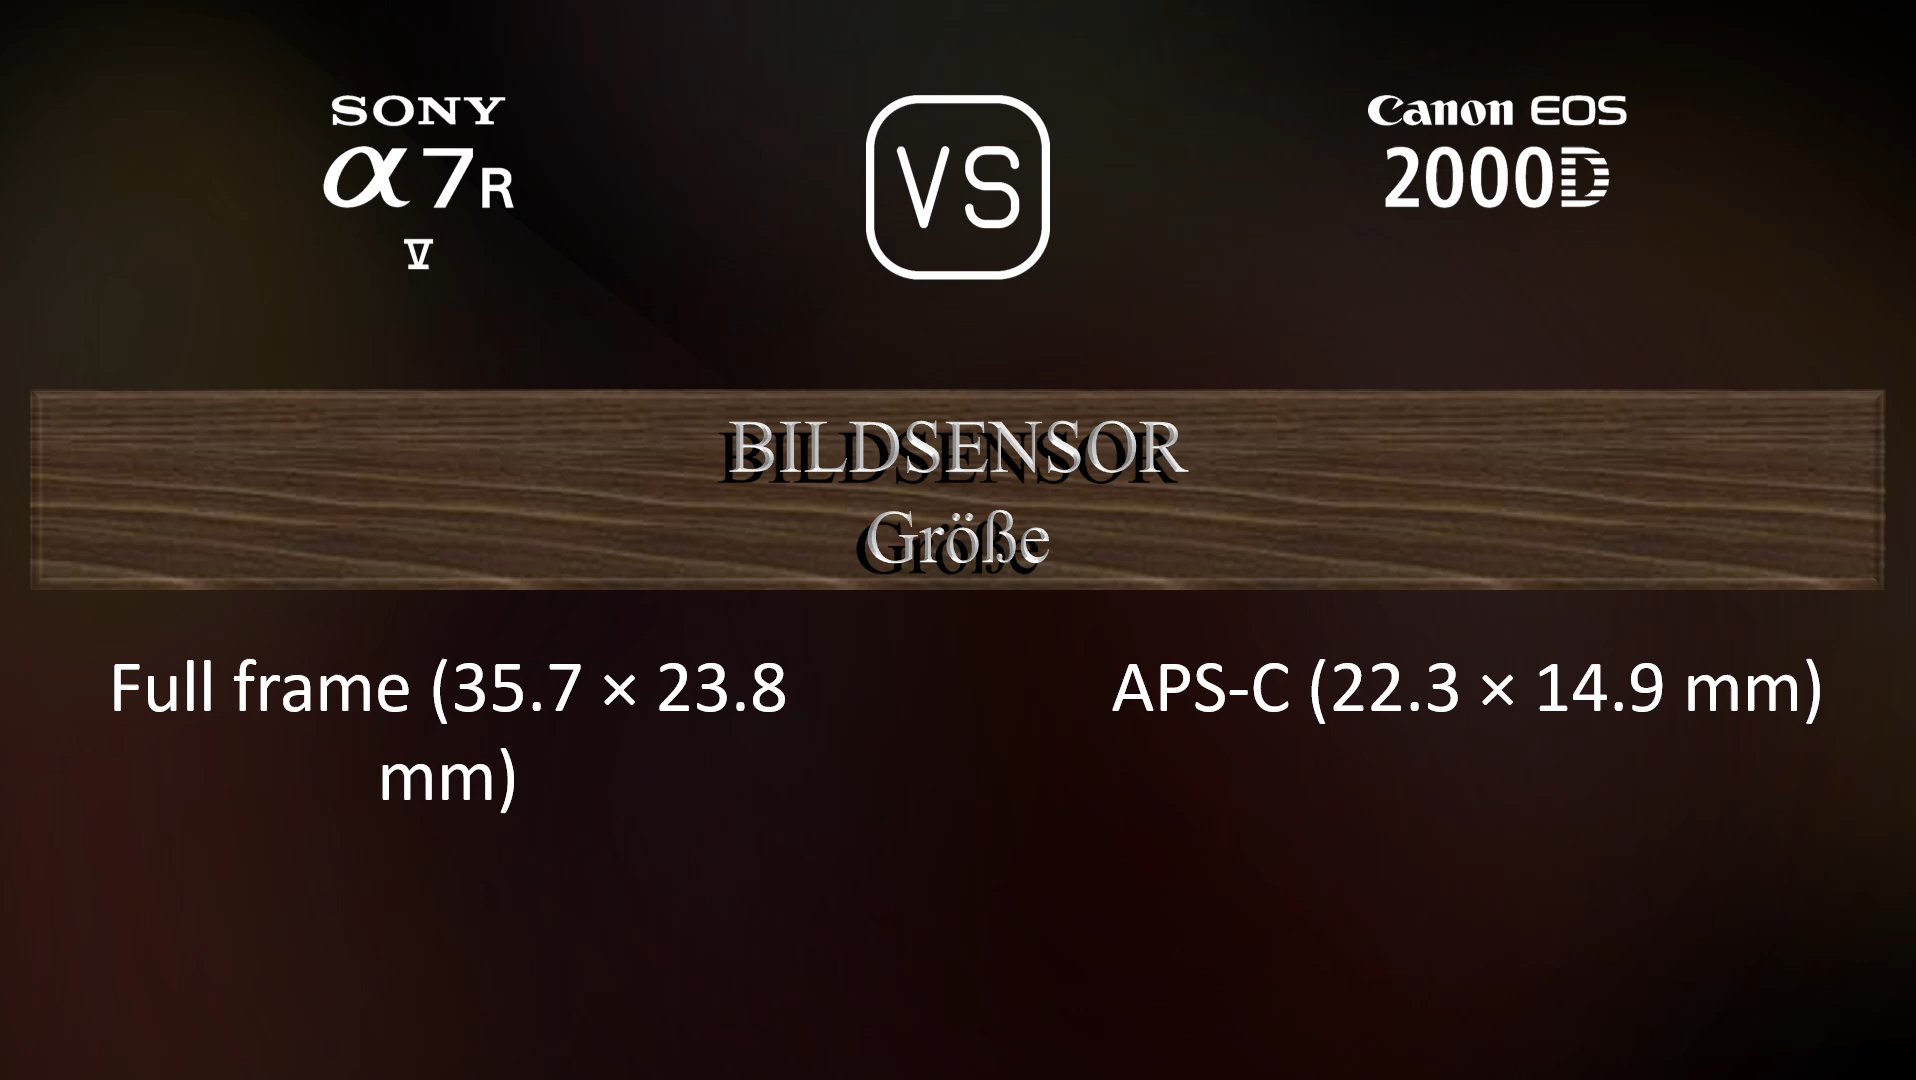 SONY
α7R
V
VS
Canon EOS
2000D
BILDSENSOR
Größe
Full frame (35.7 × 23.8
mm)
APS-C (22.3 × 14.9 mm)